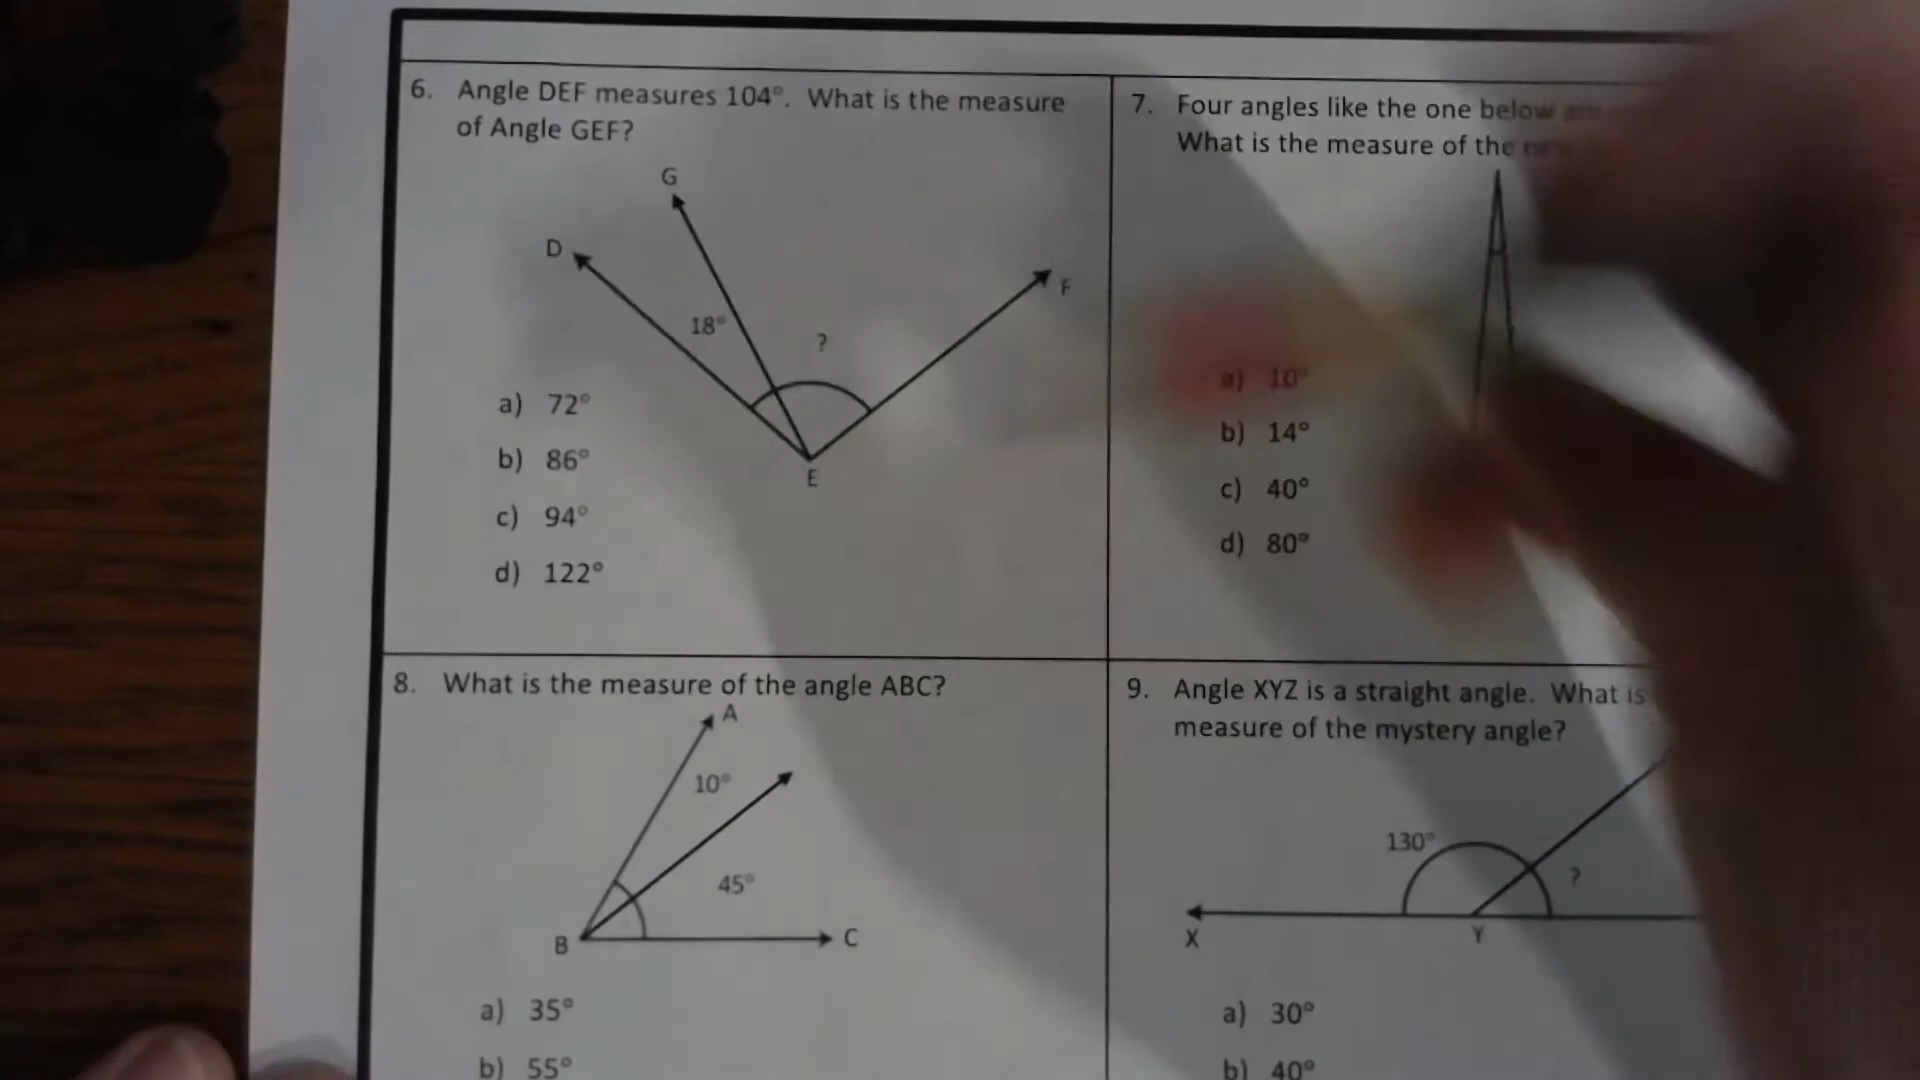 6. Angle DEF measures 104°. What is the measure
of Angle GEF?
G
D
F
18°
?
E
a) 72°
b) 86°
c) 94°
d) 122°
7. Four angles like the one below
What is the measure of the
a) 10°
b) 14°
c) 40°
d) 80°
8. What is the measure of the angle ABC?
A
10°
45°
B
C
a) 35°
b) 55°
9. Angle XYZ is a straight angle. What is
measure of the mystery angle?
130°
?
X
Y
a) 30°
b) 40°